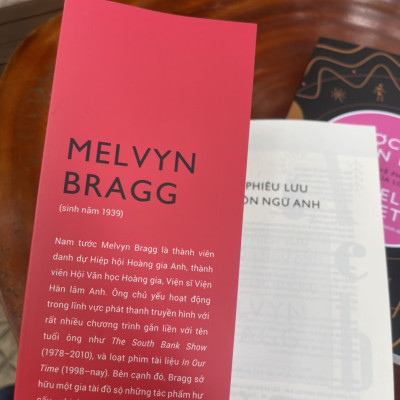 MELVYN
BRAGG
(sinh năm 1939)
Nam tước Melvyn Bragg là thành viên
danh dự Hiệp hội Hoàng gia Anh, thành
viên Hội Văn học Hoàng gia, Viện sĩ Viện
Hàn lâm Anh. Ông chủ yếu hoạt động
trong lĩnh vực phát thanh truyền hình với
rất nhiều chương trình gắn liền với tên
tuổi ông như The South Bank Show
(1978–2010), và loạt phim tài liệu In Our
Time (1998–nay). Bên cạnh đó, Bragg sở
hữu một gia tài đồ sộ những tác phẩm hư
PHIÊU LƯU
NGỮ ANH